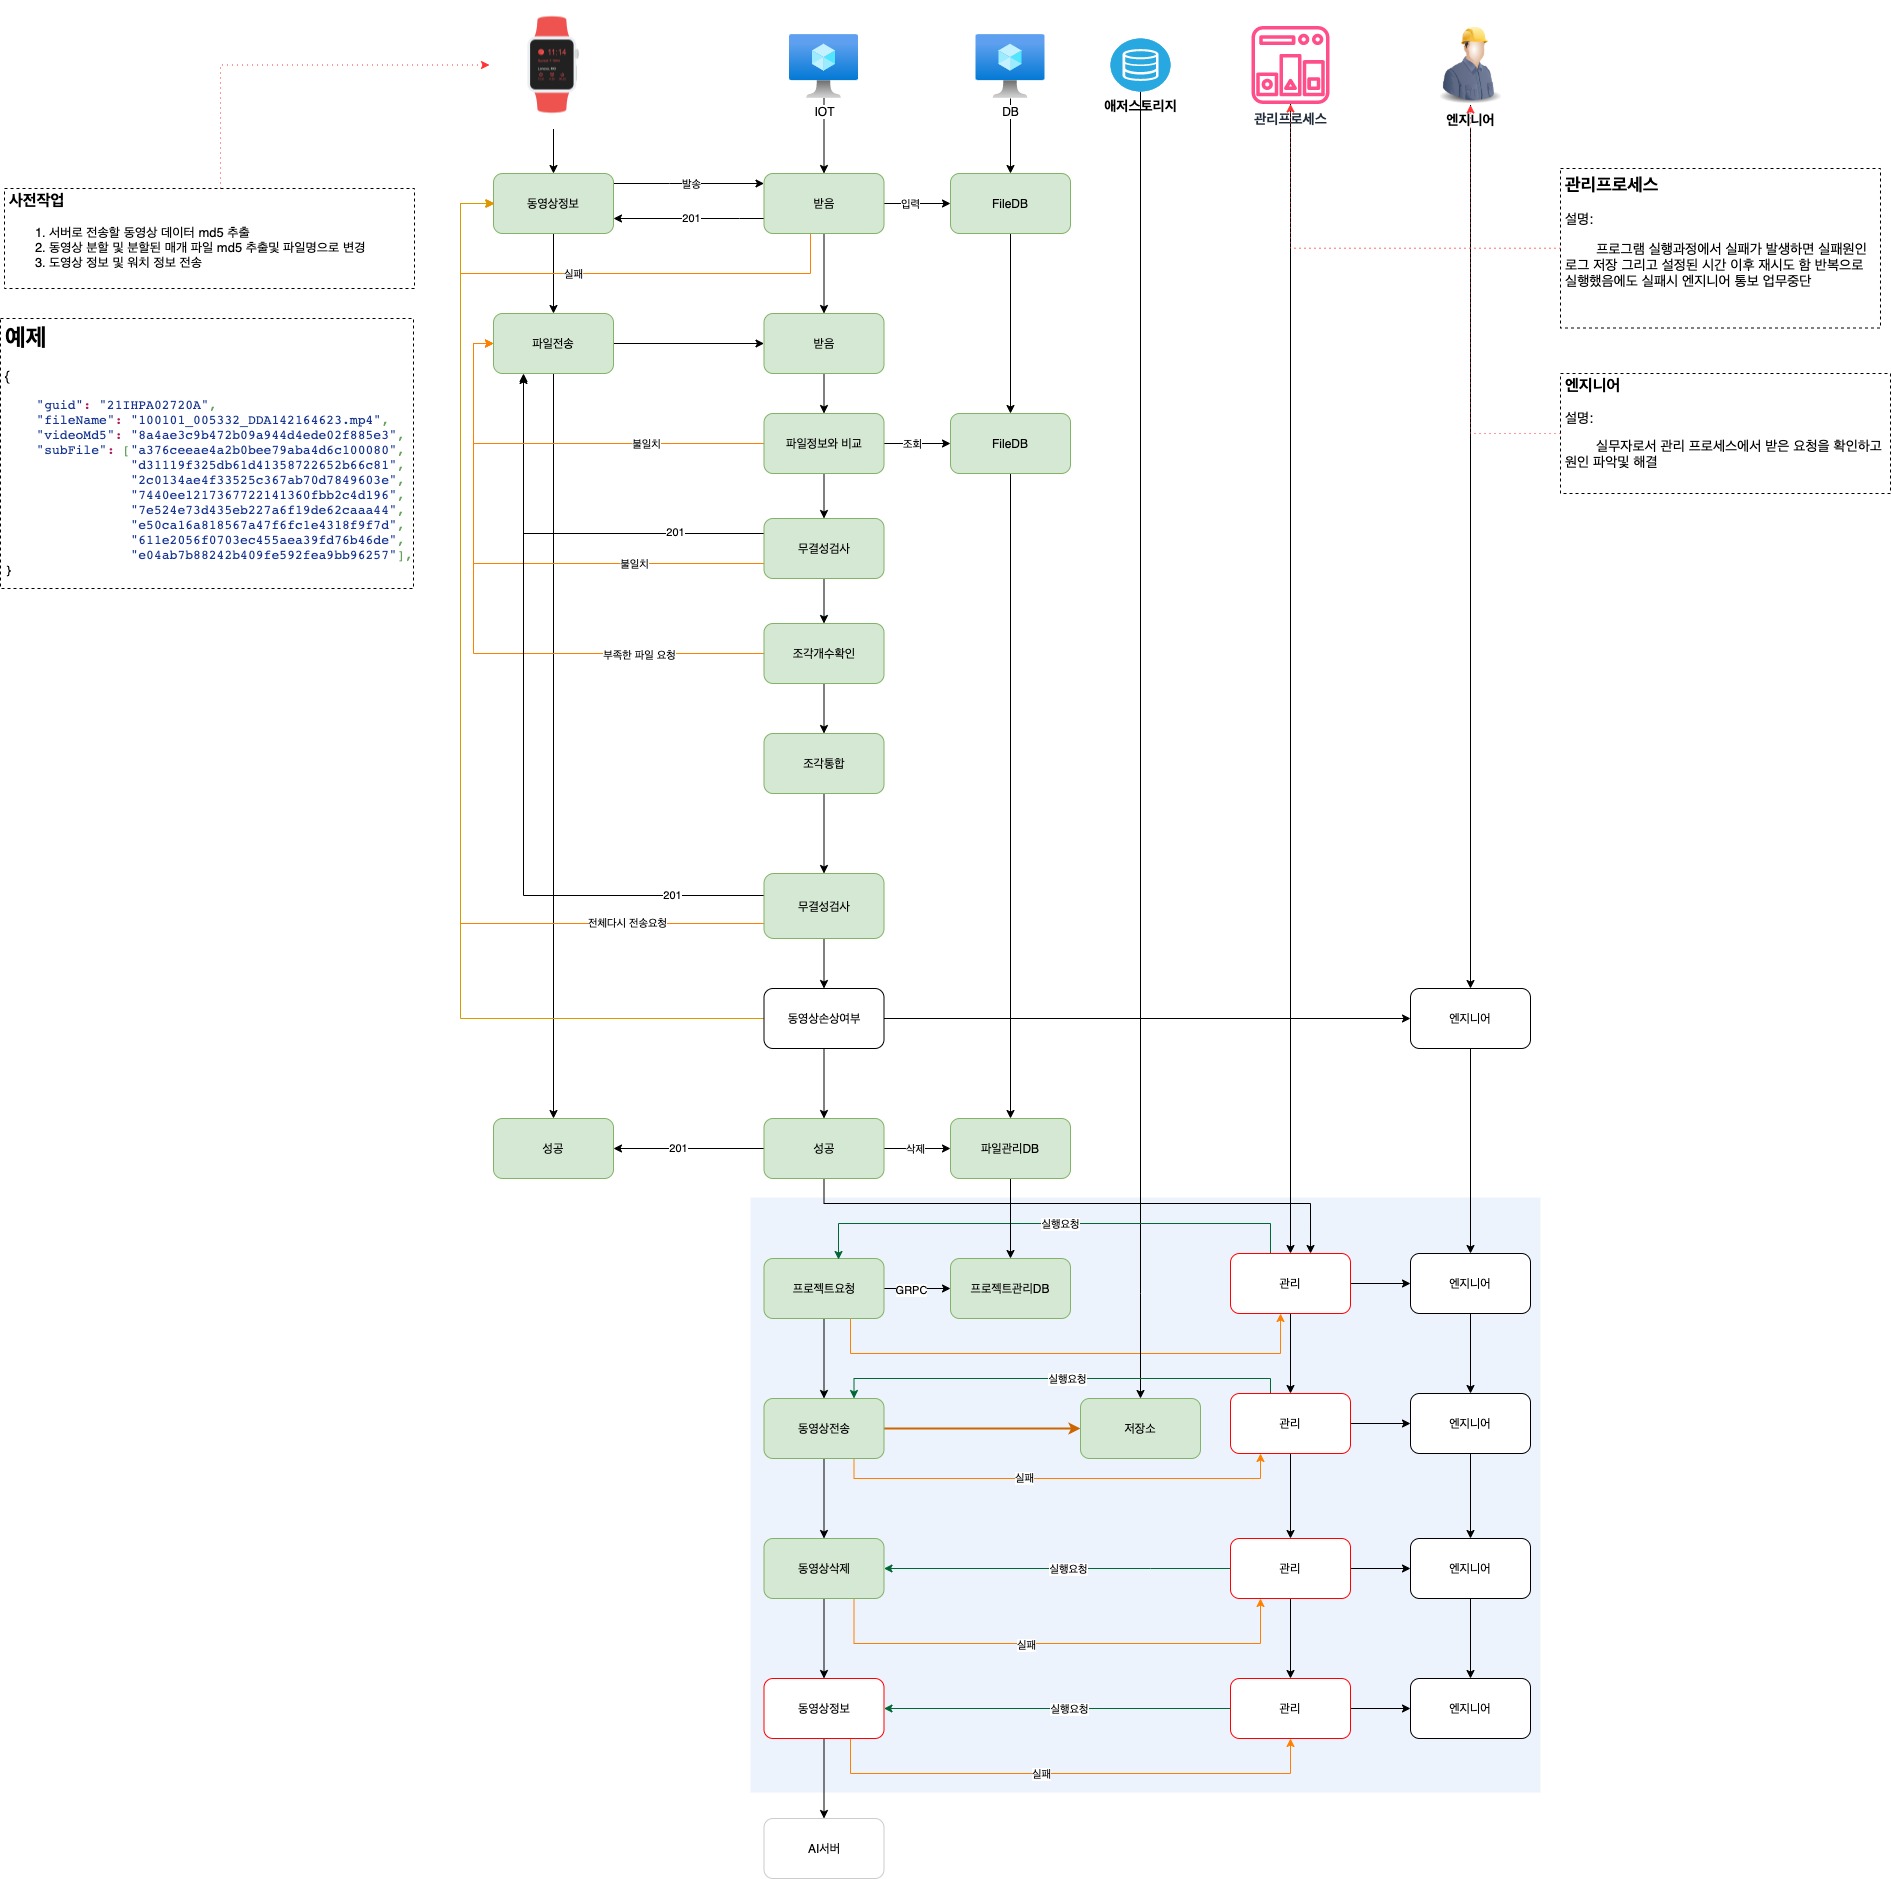 11:14
IOT
DB
애저스토리지
관리프로세스
엔지니어
사전작업
1. 서버로 전송할 동영상 데이터 md5 추출
2. 동영상 분할 및 분할된 매개 파일 md5 추출및 파일명으로 변경
3. 도영상 정보 및 워치 정보 전송
예제
{
"guid": "21IHPA02720A",
"fileName": "100101_005332_DDA142164623.mp4",
"videoMd5": "8a4ae3c9b472b09a944d4ede02f885e3",
"subFile": ["a376ceeae4a2b0bee79aba4d6c100080",
"d31119f325db61d41358722652b66c81",
"2c0134ae4f33525c367ab70d7849603e",
"7440ee1217367722141360fbb2c4d196",
"7e524e73d435eb227a6f19de62caaa44",
"e50ca16a818567a47f6fc1e4318f9f7d",
"611e2056f0703ec455aea39fd76b46de",
"e04ab7b88242b409fe592fea9bb96257"],
}
관리프로세스
설명:
프로그램 실행과정에서 실패가 발생하면 실패원인
로그 저장 그리고 설정된 시간 이후 재시도 함 반복으로
실행했음에도 실패시 엔지니어 통보 업무중단
엔지니어
설명:
실무자로서 관리 프로세스에서 받은 요청을 확인하고
원인 파악및 해결
동영상정보
발송
받음
입력
FileDB
201
실패
파일전송
받음
불일치
파일정보와 비교
조회
FileDB
201
무결성검사
불일치
부족한 파일 요청
조각개수확인
조각통합
201
무결성검사
전체다시 전송요청
동영상손상여부
엔지니어
성공
201
성공
삭제
파일관리DB
실행요청
프로젝트요청
GRPC
프로젝트관리DB
관리
엔지니어
실행요청
동영상전송
저장소
관리
엔지니어
실패
동영상삭제
실행요청
관리
엔지니어
실패
동영상정보
실행요청
관리
엔지니어
실패
AI서버